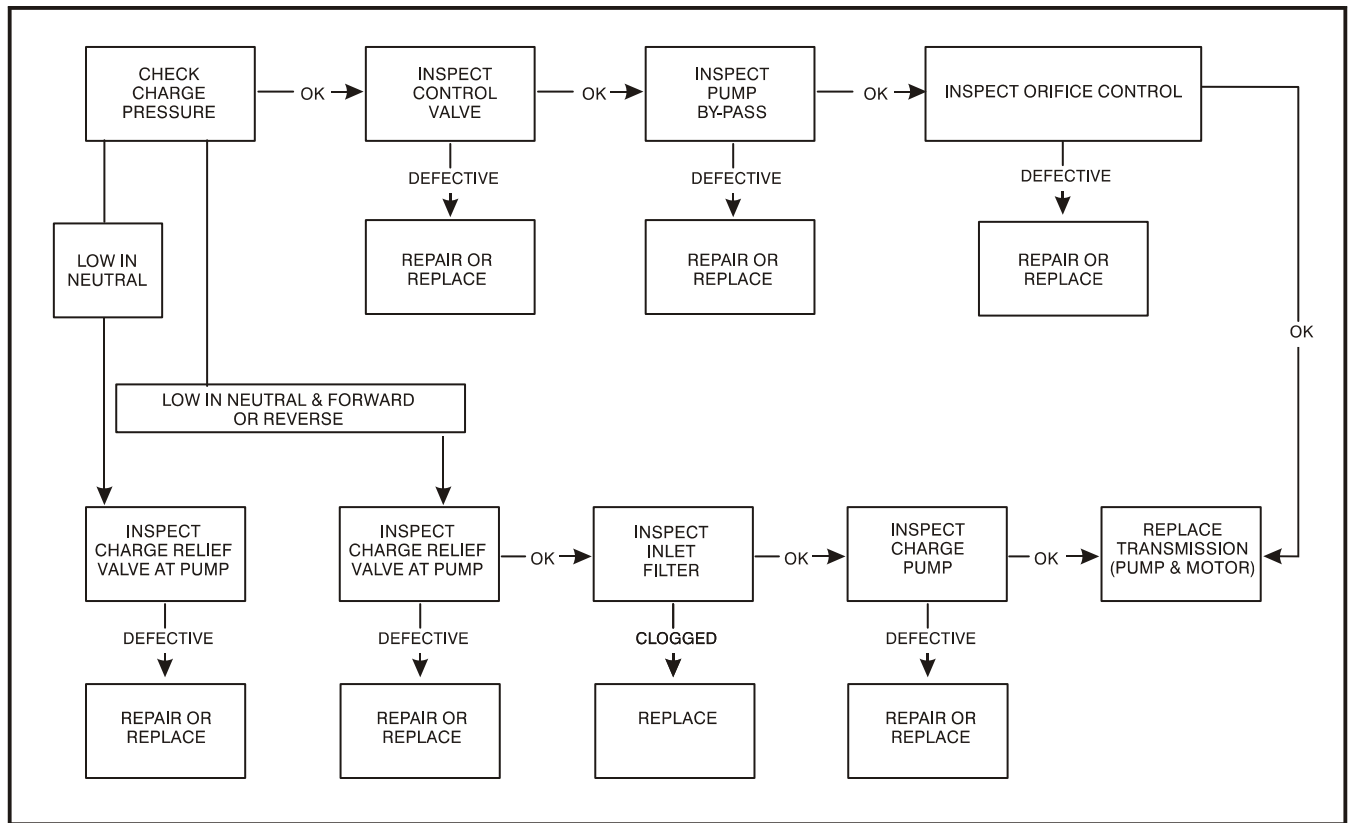 CHECK
CHARGE
PRESSURE
OK
INSPECT
CONTROL
VALVE
OK
INSPECT
PUMP
BY-PASS
OK
INSPECT ORIFICE CONTROL
DEFECTIVE
DEFECTIVE
DEFECTIVE
LOW IN
NEUTRAL
REPAIR OR
REPLACE
REPAIR OR
REPLACE
REPAIR OR
REPLACE
OK
LOW IN NEUTRAL & FORWARD
OR REVERSE
INSPECT
CHARGE RELIEF
VALVE AT PUMP
INSPECT
CHARGE RELIEF
VALVE AT PUMP
OK
INSPECT
INLET
FILTER
OK
INSPECT
CHARGE
PUMP
OK
REPLACE
TRANSMISSION
(PUMP & MOTOR)
DEFECTIVE
DEFECTIVE
CLOGGED
DEFECTIVE
REPAIR OR
REPLACE
REPAIR OR
REPLACE
REPLACE
REPAIR OR
REPLACE